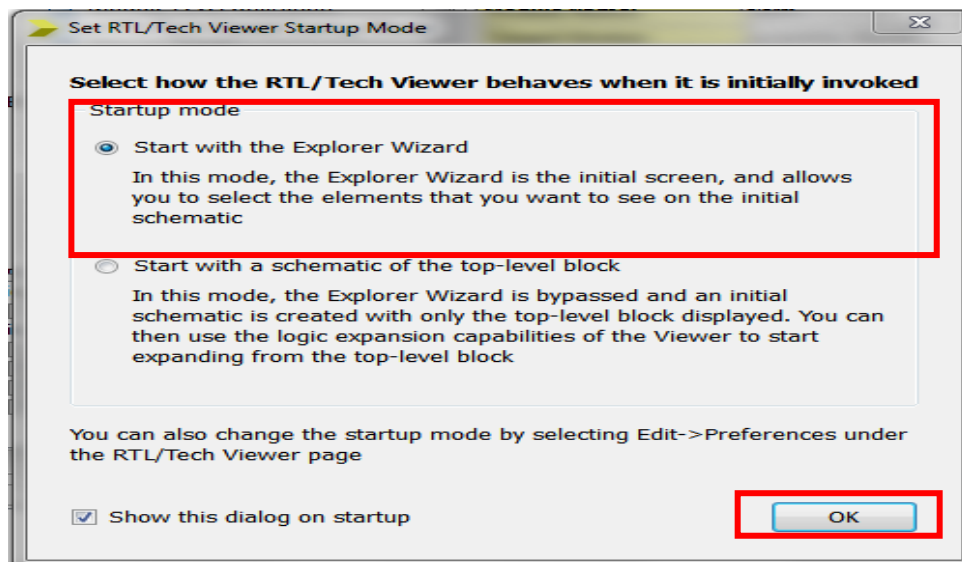 Set RTL/Tech Viewer Startup Mode
Select how the RTL/Tech Viewer behaves when it is initially invoked
Startup mode
Start with the Explorer Wizard
In this mode, the Explorer Wizard is the initial screen, and allows
you to select the elements that you want to see on the initial
schematic
Start with a schematic of the top-level block
In this mode, the Explorer Wizard is bypassed and an initial
schematic is created with only the top-level block displayed. You can
then use the logic expansion capabilities of the Viewer to start
expanding from the top-level block
You can also change the startup mode by selecting Edit->Preferences under
the RTL/Tech Viewer page
Show this dialog on startup
OK